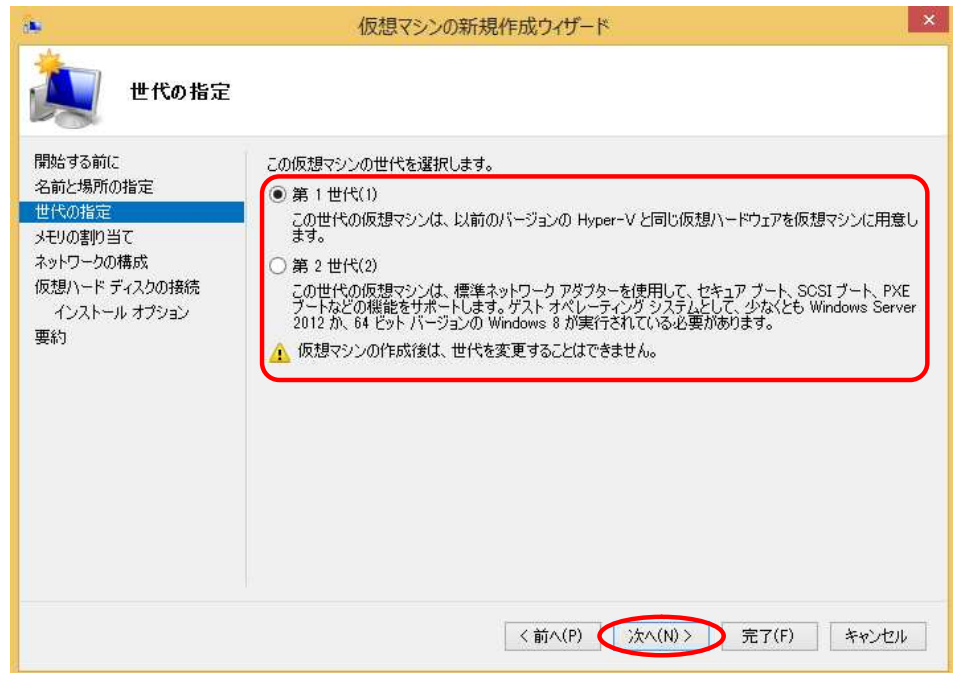 仮想マシンの新規作成ウィザード
世代の指定
開始する前に
名前と場所の指定
世代の指定
メモリの割り当て
ネットワークの構成
仮想ハード ディスクの接続
インストール オプション
要約
この仮想マシンの世代を選択します。
第 1 世代(1)
この世代の仮想マシンは、以前のバージョンの Hyper-V と同じ仮想ハードウェアを仮想マシンに用意し
ます。
第 2 世代(2)
この世代の仮想マシンは、標準ネットワーク アダプターを使用して、セキュア ブート、SCSI ブート、PXE
ブートなどの機能をサポートします。ゲスト オペレーティング システムとして、少なくとも Windows Server
2012 か、64 ビット バージョンの Windows 8 が実行されている必要があります。
仮想マシンの作成後は、世代を変更することはできません。
< 前へ(P) 次へ(N) > 完了(F) キャンセル